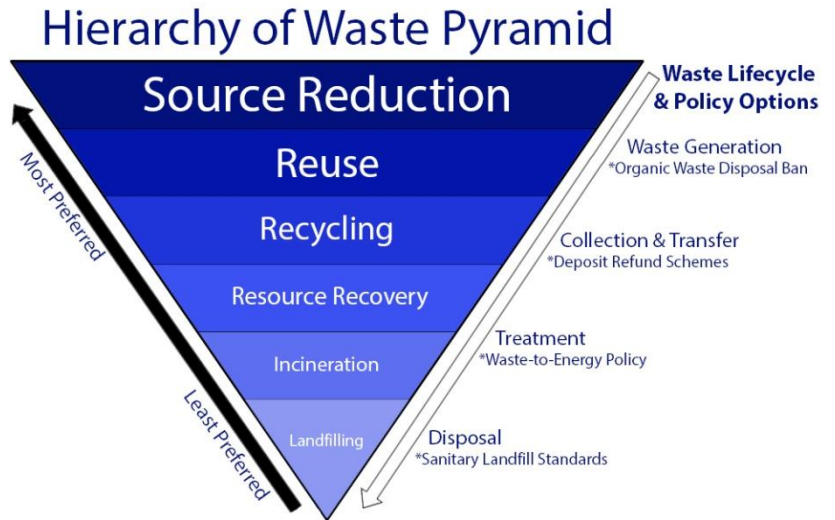 Hierarchy of Waste Pyramid
Source Reduction
Reuse
Recycling
Resource Recovery
Incineration
Landfilling
Most Preferred
Least Preferred
Waste Lifecycle
& Policy Options
Waste Generation
*Organic Waste Disposal Ban
Collection & Transfer
*Deposit Refund Schemes
Treatment
*Waste-to-Energy Policy
Disposal
*Sanitary Landfill Standards